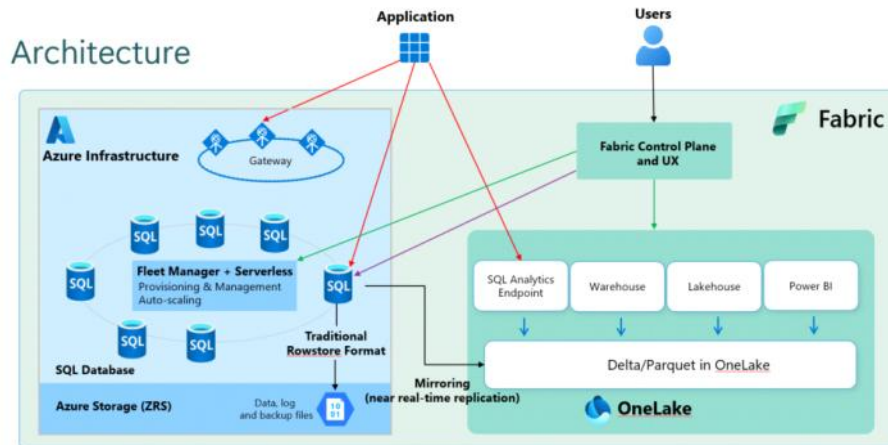 Architecture
Application
Users
Azure Infrastructure
Gateway
Fabric Control Plane
and UX
Fabric
SQL
SQL
SQL
SQL
SQL
SQL
SQL
Fleet Manager + Serverless
Provisioning & Management
Auto-scaling
SQL Database
Traditional
Rowstore Format
Azure Storage (ZRS)
Data, log
and backup files
10
01
Mirroring
(near real-time replication)
SQL Analytics
Endpoint
Warehouse
Lakehouse
Power BI
Delta/Parquet in OneLake
OneLake